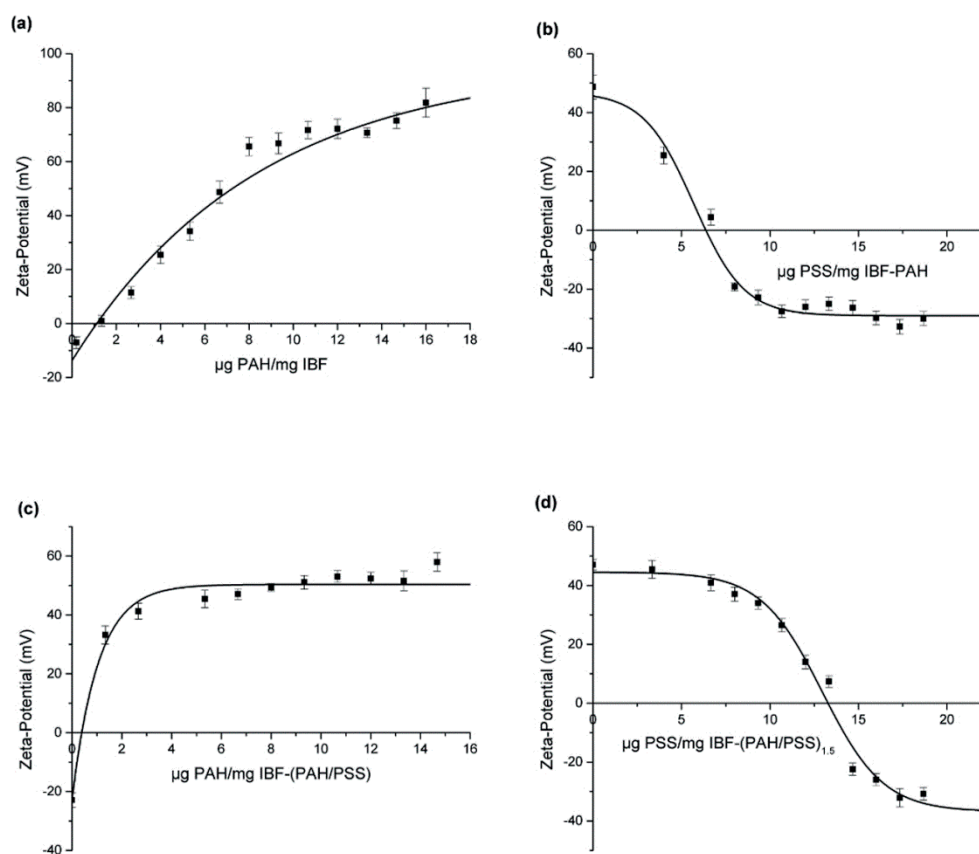 (a)
100
80
60
40
20
0
-20
0 2 4 6 8 10 12 14 16 18
Zeta-Potential (mV)
µg PAH/mg IBF
(b)
60
40
20
0
-20
-40
0 5 10 15 20
Zeta-Potential (mV)
µg PSS/mg IBF-PAH
(c)
60
40
20
0
-20
-40
0 2 4 6 8 10 12 14 16
Zeta-Potential (mV)
µg PAH/mg IBF-(PAH/PSS)
(d)
60
40
20
0
-20
-40
0 5 10 15 20
Zeta-Potential (mV)
µg PSS/mg IBF-(PAH/PSS)1.5